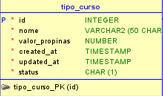 tipo_curso
P * id INTEGER
* nome VARCHAR2 (50 CHAR)
* valor_propinas NUMBER
* created_at TIMESTAMP
* updated_at TIMESTAMP
* status CHAR (1)
tipo_curso_PK (id)